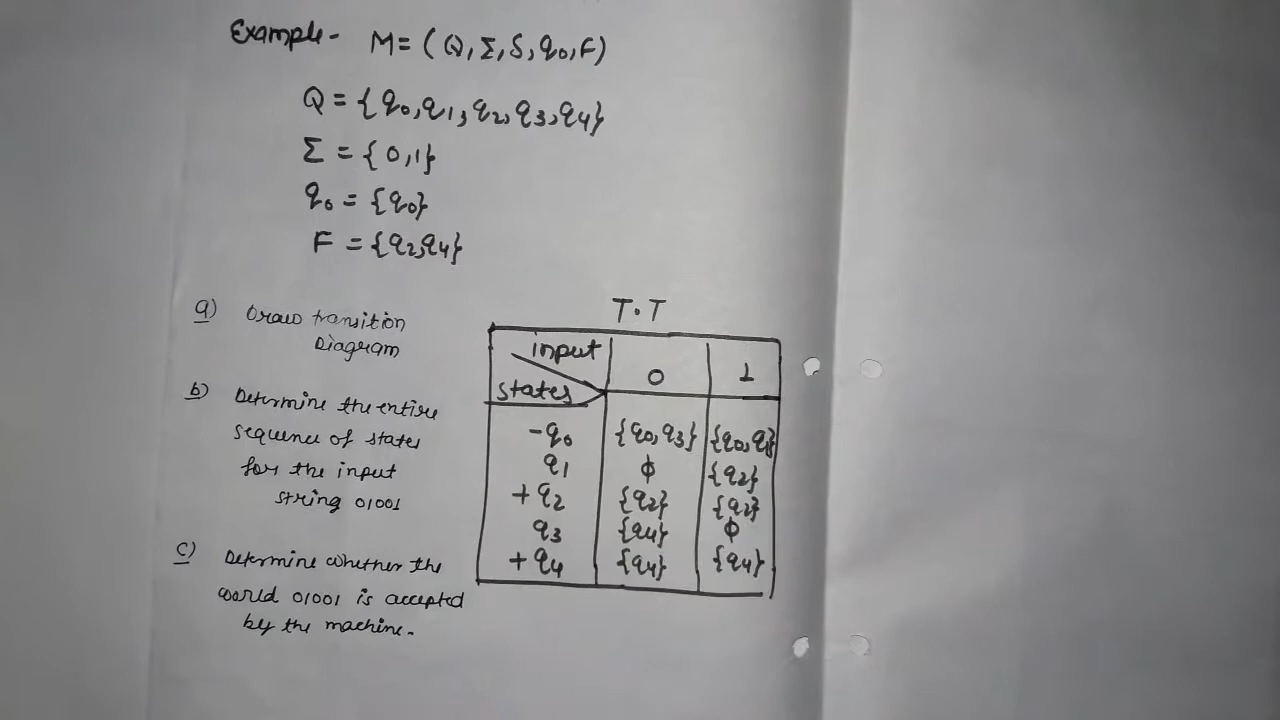 Example- M=(Q,Σ,δ,q₀,F)
Q={q₀,q₁,q₂,q₃,q₄}
Σ={0,1}
q₀={q₀}
F={q₂,q₄}
a) Draw transition
Diagram
b) Determine the entire
sequence of states
for the input
string 01001
c) Determine whether the
world 01001 is accepted
by the machine.
T.T
input
states 0 1
-q₀ {q₀,q₃} {q₀,q₁}
q₁ ϕ {q₂}
+q₂ {q₂} {q₂}
q₃ {q₄} ϕ
+q₄ {q₄} {q₄}